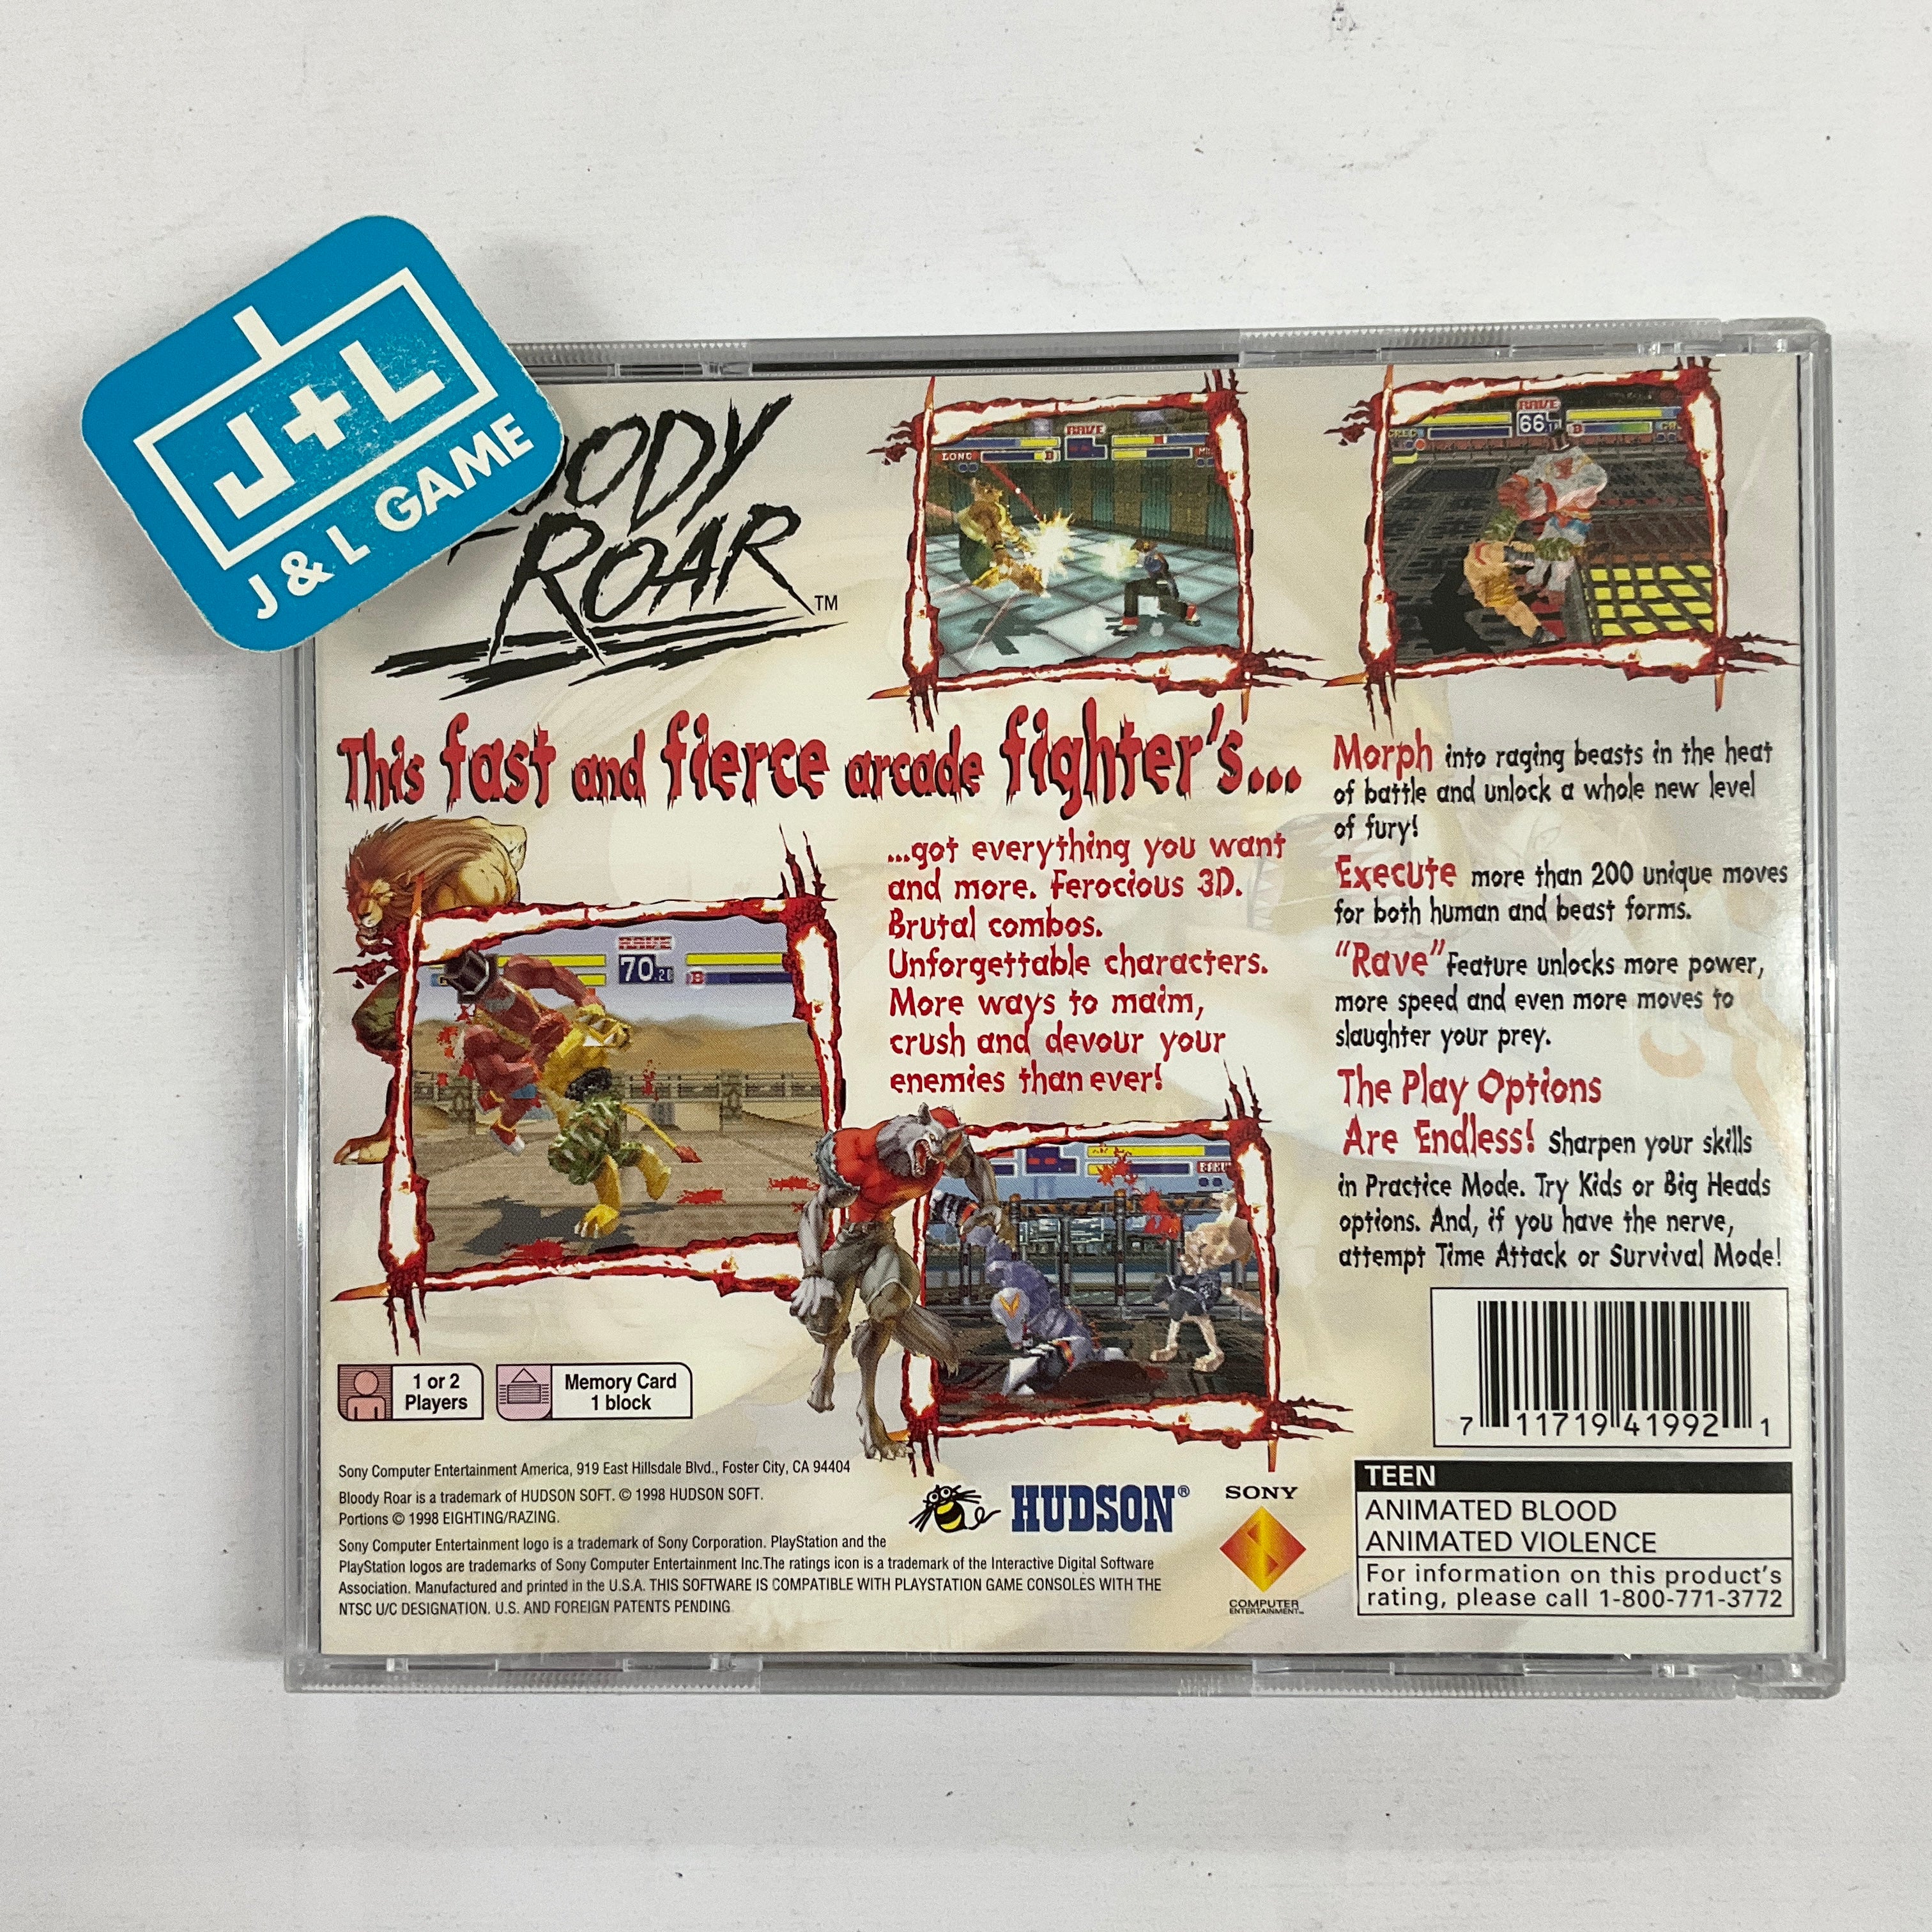 J+L
J & L GAME
OODY
ROAR™
RAVE
LONG
B
RAVE
66
GREG
B
This fast and fierce arcade fighter's...
...got everything you want
and more. Ferocious 3D.
Brutal combos.
Unforgettable characters.
More ways to maim,
crush and devour your
enemies than ever!
RAVE
70.20
B
BAKU
Morph into raging beasts in the heat
of battle and unlock a whole new level
of fury!
Execute more than 200 unique moves
for both human and beast forms.
"Rave" Feature unlocks more power,
more speed and even more moves to
slaughter your prey.
The Play Options
Are Endless! Sharpen your skills
in Practice Mode. Try Kids or Big Heads
options. And, if you have the nerve,
attempt Time Attack or Survival Mode!
1 or 2
Players
Memory Card
1 block
7 11719 41992 1
Sony Computer Entertainment America, 919 East Hillsdale Blvd., Foster City, CA 94404
Bloody Roar is a trademark of HUDSON SOFT. © 1998 HUDSON SOFT.
Portions © 1998 EIGHTING/RAZING.
Sony Computer Entertainment logo is a trademark of Sony Corporation. PlayStation and the
PlayStation logos are trademarks of Sony Computer Entertainment Inc.The ratings icon is a trademark of the Interactive Digital Software
Association. Manufactured and printed in the U.S.A. THIS SOFTWARE IS COMPATIBLE WITH PLAYSTATION GAME CONSOLES WITH THE
NTSC U/C DESIGNATION. U.S. AND FOREIGN PATENTS PENDING
HUDSON®
SONY
COMPUTER
ENTERTAINMENT™
TEEN
ANIMATED BLOOD
ANIMATED VIOLENCE
For information on this product's
rating, please call 1-800-771-3772